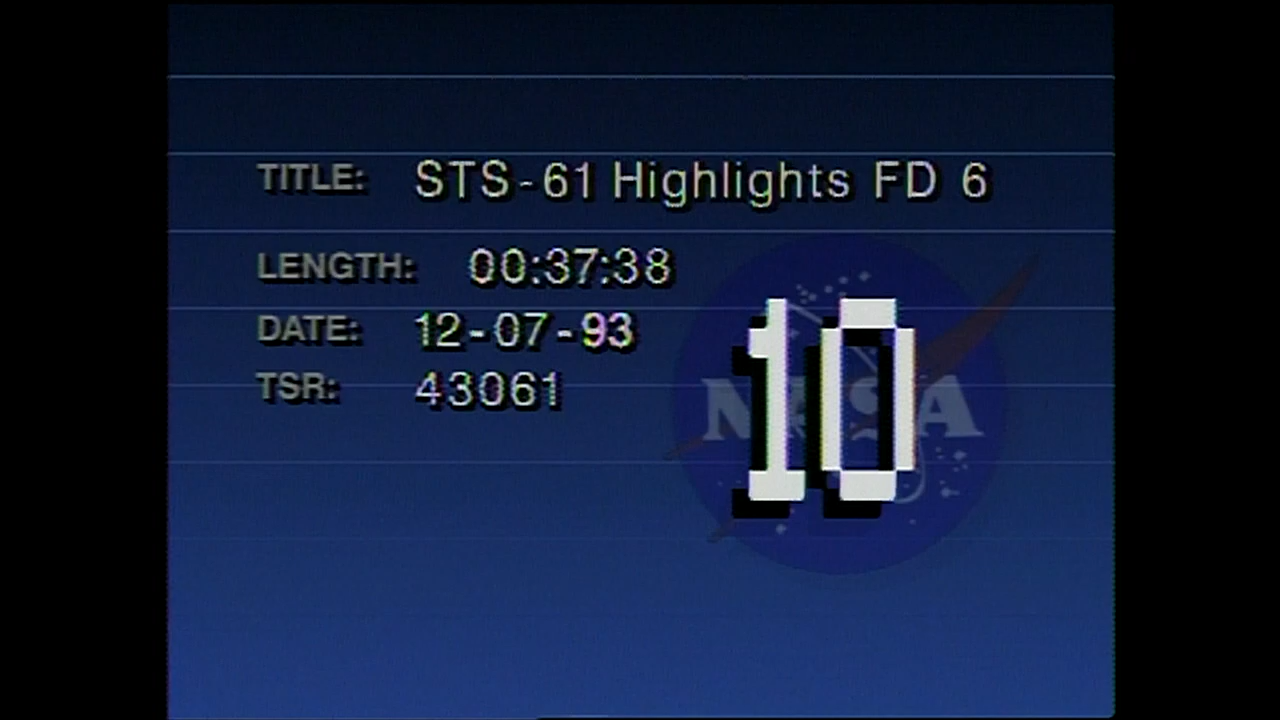 TITLE: STS-61 Highlights FD 6
LENGTH: 00:37:38
DATE: 12-07-93
TSR: 43061
10
NASA